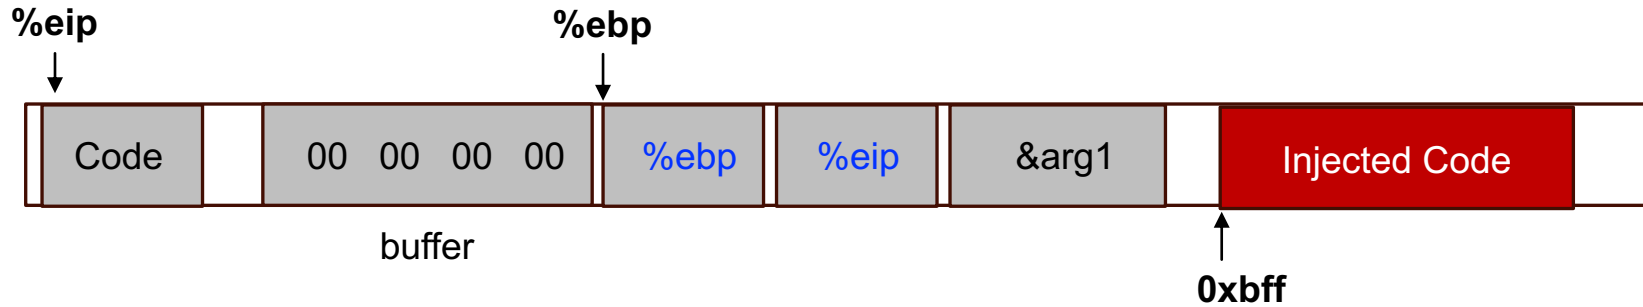 %eip %ebp
Code 00 00 00 00 %ebp %eip &arg1 Injected Code
buffer
0xbff